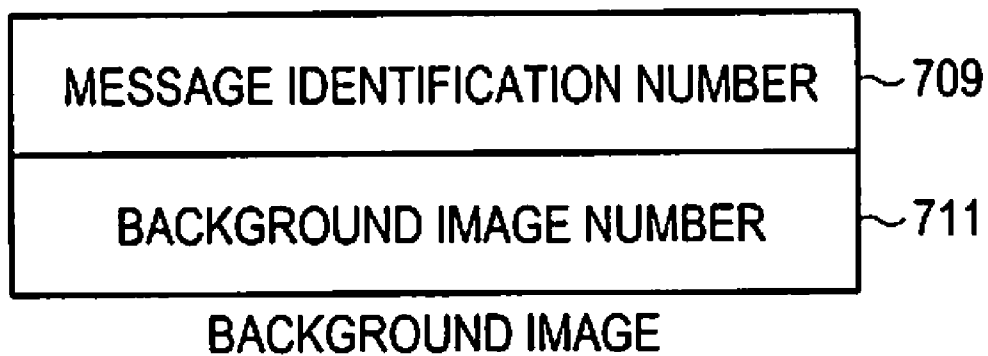 MESSAGE IDENTIFICATION NUMBER 709
BACKGROUND IMAGE NUMBER 711
BACKGROUND IMAGE